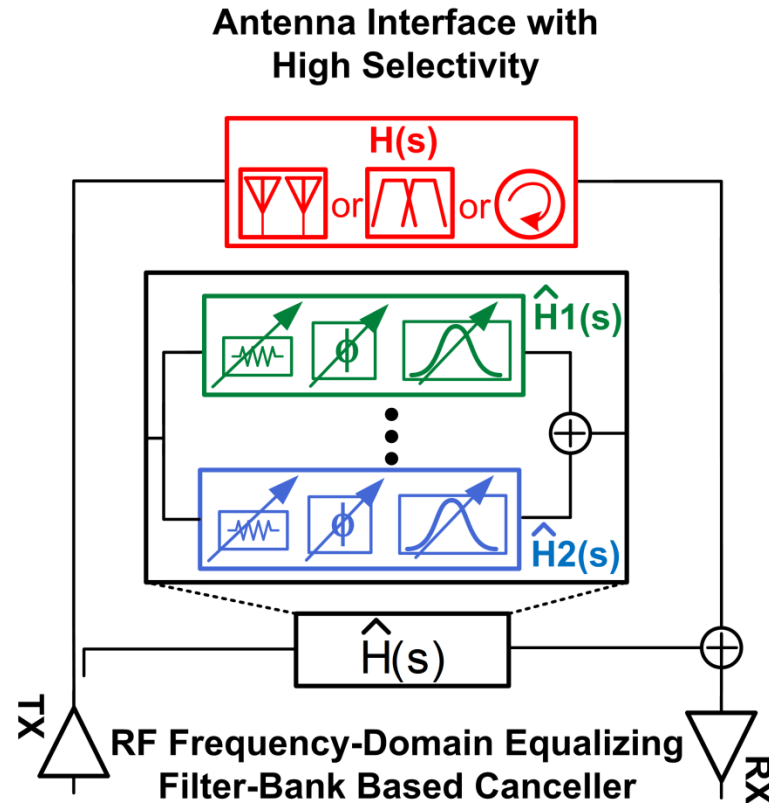 Antenna Interface with
High Selectivity
H(s)
or or
Ĥ1(s)
ϕ
ϕ
Ĥ2(s)
Ĥ(s)
TX
RX
RF Frequency-Domain Equalizing
Filter-Bank Based Canceller